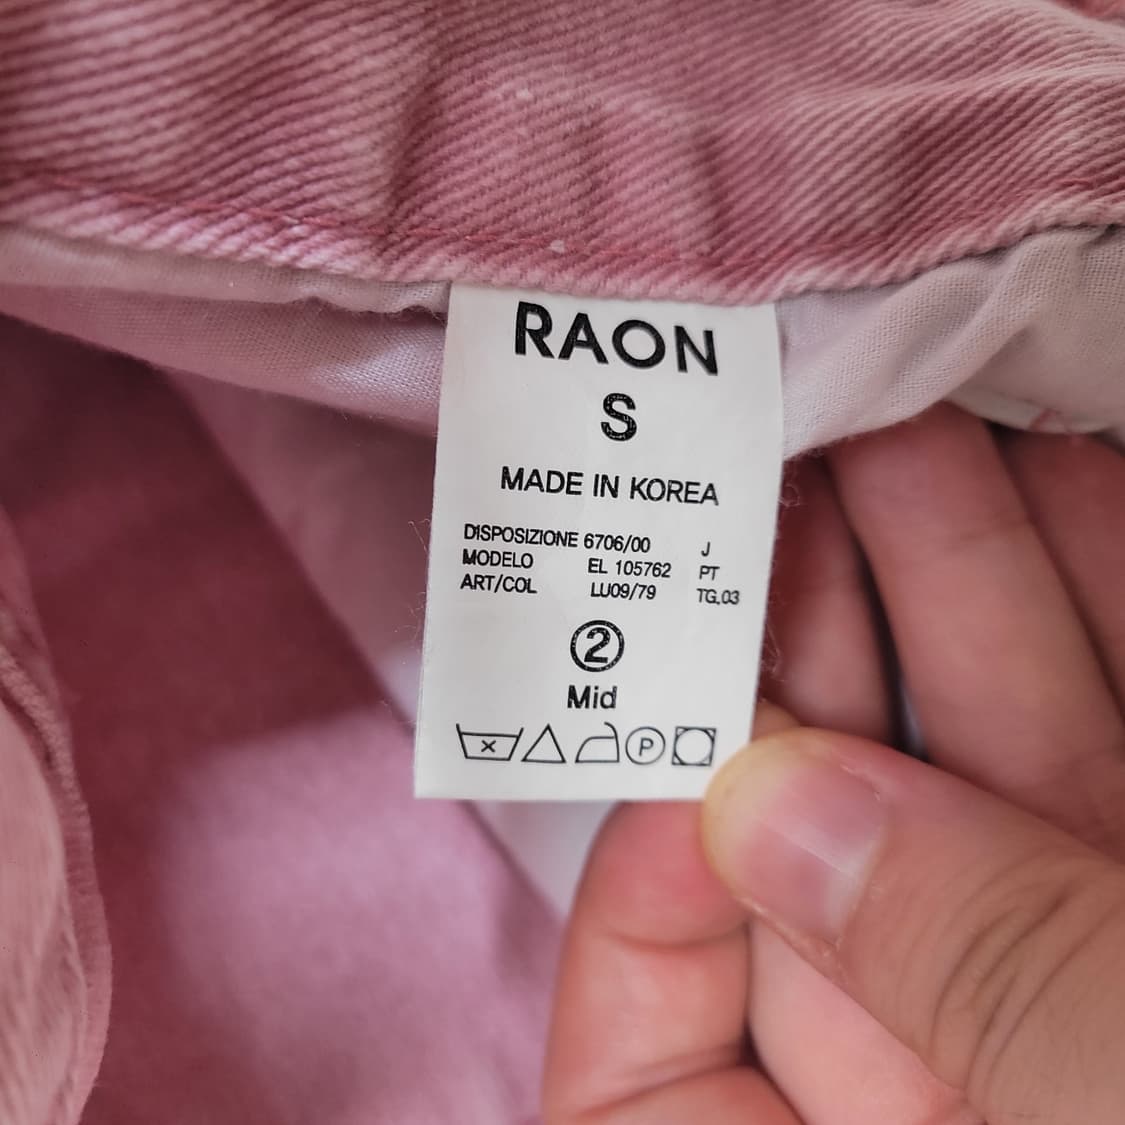 RAON
S
MADE IN KOREA
DISPOSIZIONE 6706/00 J
MODELO EL 105762 PT
ART/COL LU09/79 TG.03
2
Mid
P